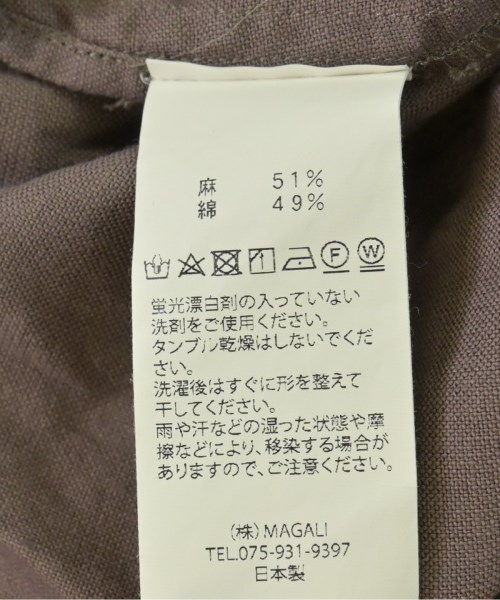 麻 51%
綿 49%
F W
蛍光漂白剤の入っていない
洗剤をご使用ください。
タンブル乾燥はしないでくだ
さい。
洗濯後はすぐに形を整えて
干してください。
雨や汗などの湿った状態や摩
擦などにより、移染する場合が
ありますので、ご注意ください。
(株) MAGALI
TEL.075-931-9397
日本製